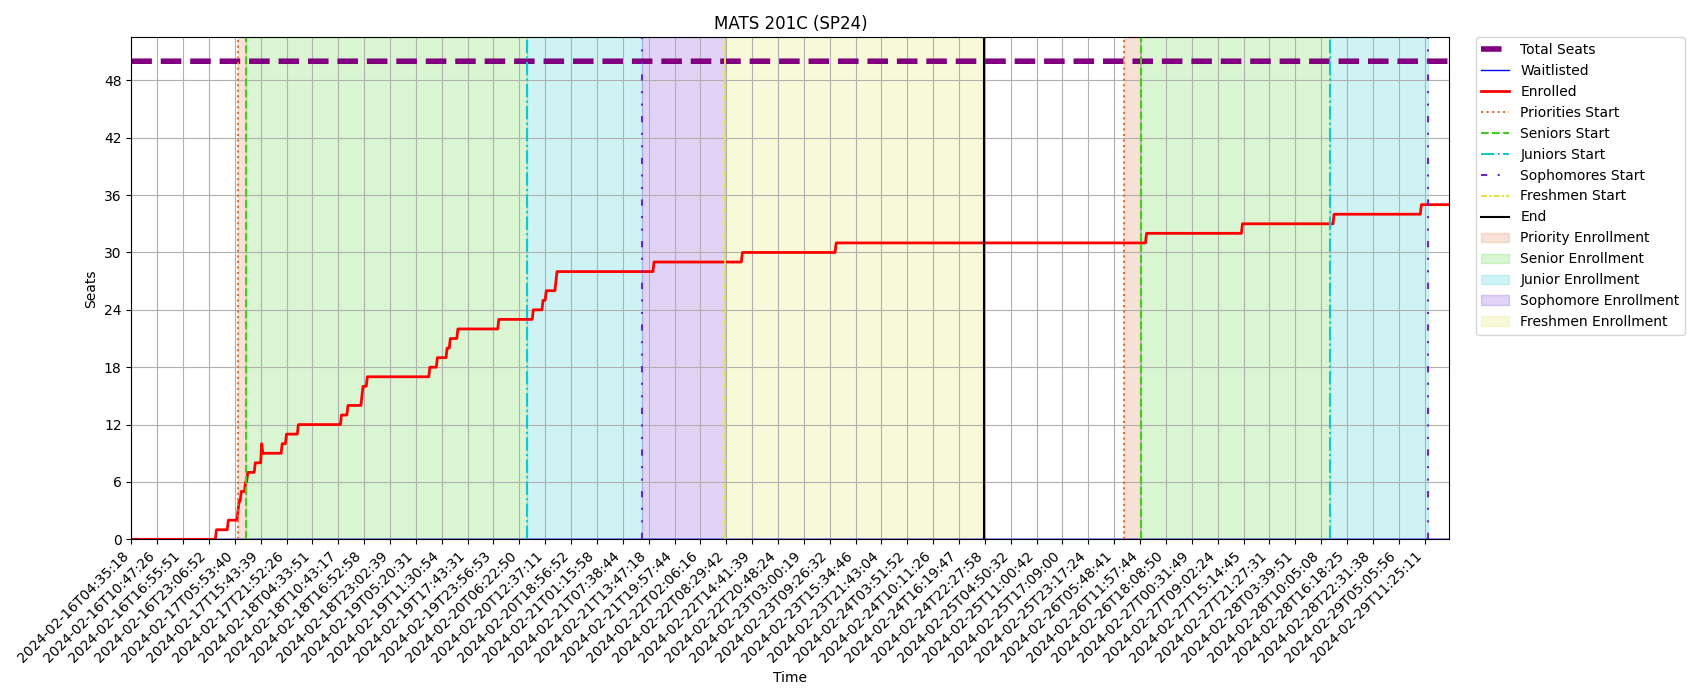 MATS 201C (SP24)
Total Seats
Waitlisted
Enrolled
Priorities Start
Seniors Start
Juniors Start
Sophomores Start
Freshmen Start
End
Priority Enrollment
Senior Enrollment
Junior Enrollment
Sophomore Enrollment
Freshmen Enrollment
Seats
48
42
36
30
24
18
12
6
0
2024-02-16T04:35:18
2024-02-16T10:47:26
2024-02-16T16:55:51
2024-02-16T23:06:52
2024-02-17T05:53:40
2024-02-17T15:43:39
2024-02-17T21:52:26
2024-02-18T04:33:51
2024-02-18T10:43:17
2024-02-18T16:52:58
2024-02-18T23:02:39
2024-02-19T05:20:31
2024-02-19T11:30:54
2024-02-19T17:43:31
2024-02-19T23:56:53
2024-02-20T06:22:50
2024-02-20T12:37:11
2024-02-20T18:56:52
2024-02-21T01:15:58
2024-02-21T07:38:44
2024-02-21T13:47:18
2024-02-21T19:57:44
2024-02-22T02:06:16
2024-02-22T08:29:42
2024-02-22T14:41:39
2024-02-22T20:48:24
2024-02-23T03:00:19
2024-02-23T09:26:32
2024-02-23T15:34:46
2024-02-23T21:43:04
2024-02-24T03:51:52
2024-02-24T10:11:26
2024-02-24T16:19:47
2024-02-24T22:27:58
2024-02-25T04:50:32
2024-02-25T11:00:42
2024-02-25T17:09:00
2024-02-25T23:17:24
2024-02-26T05:48:41
2024-02-26T11:57:44
2024-02-26T18:08:50
2024-02-27T00:31:49
2024-02-27T09:02:24
2024-02-27T15:14:45
2024-02-27T21:27:31
2024-02-28T03:39:51
2024-02-28T10:05:08
2024-02-28T16:18:25
2024-02-28T22:31:38
2024-02-29T05:05:56
2024-02-29T11:25:11
Time